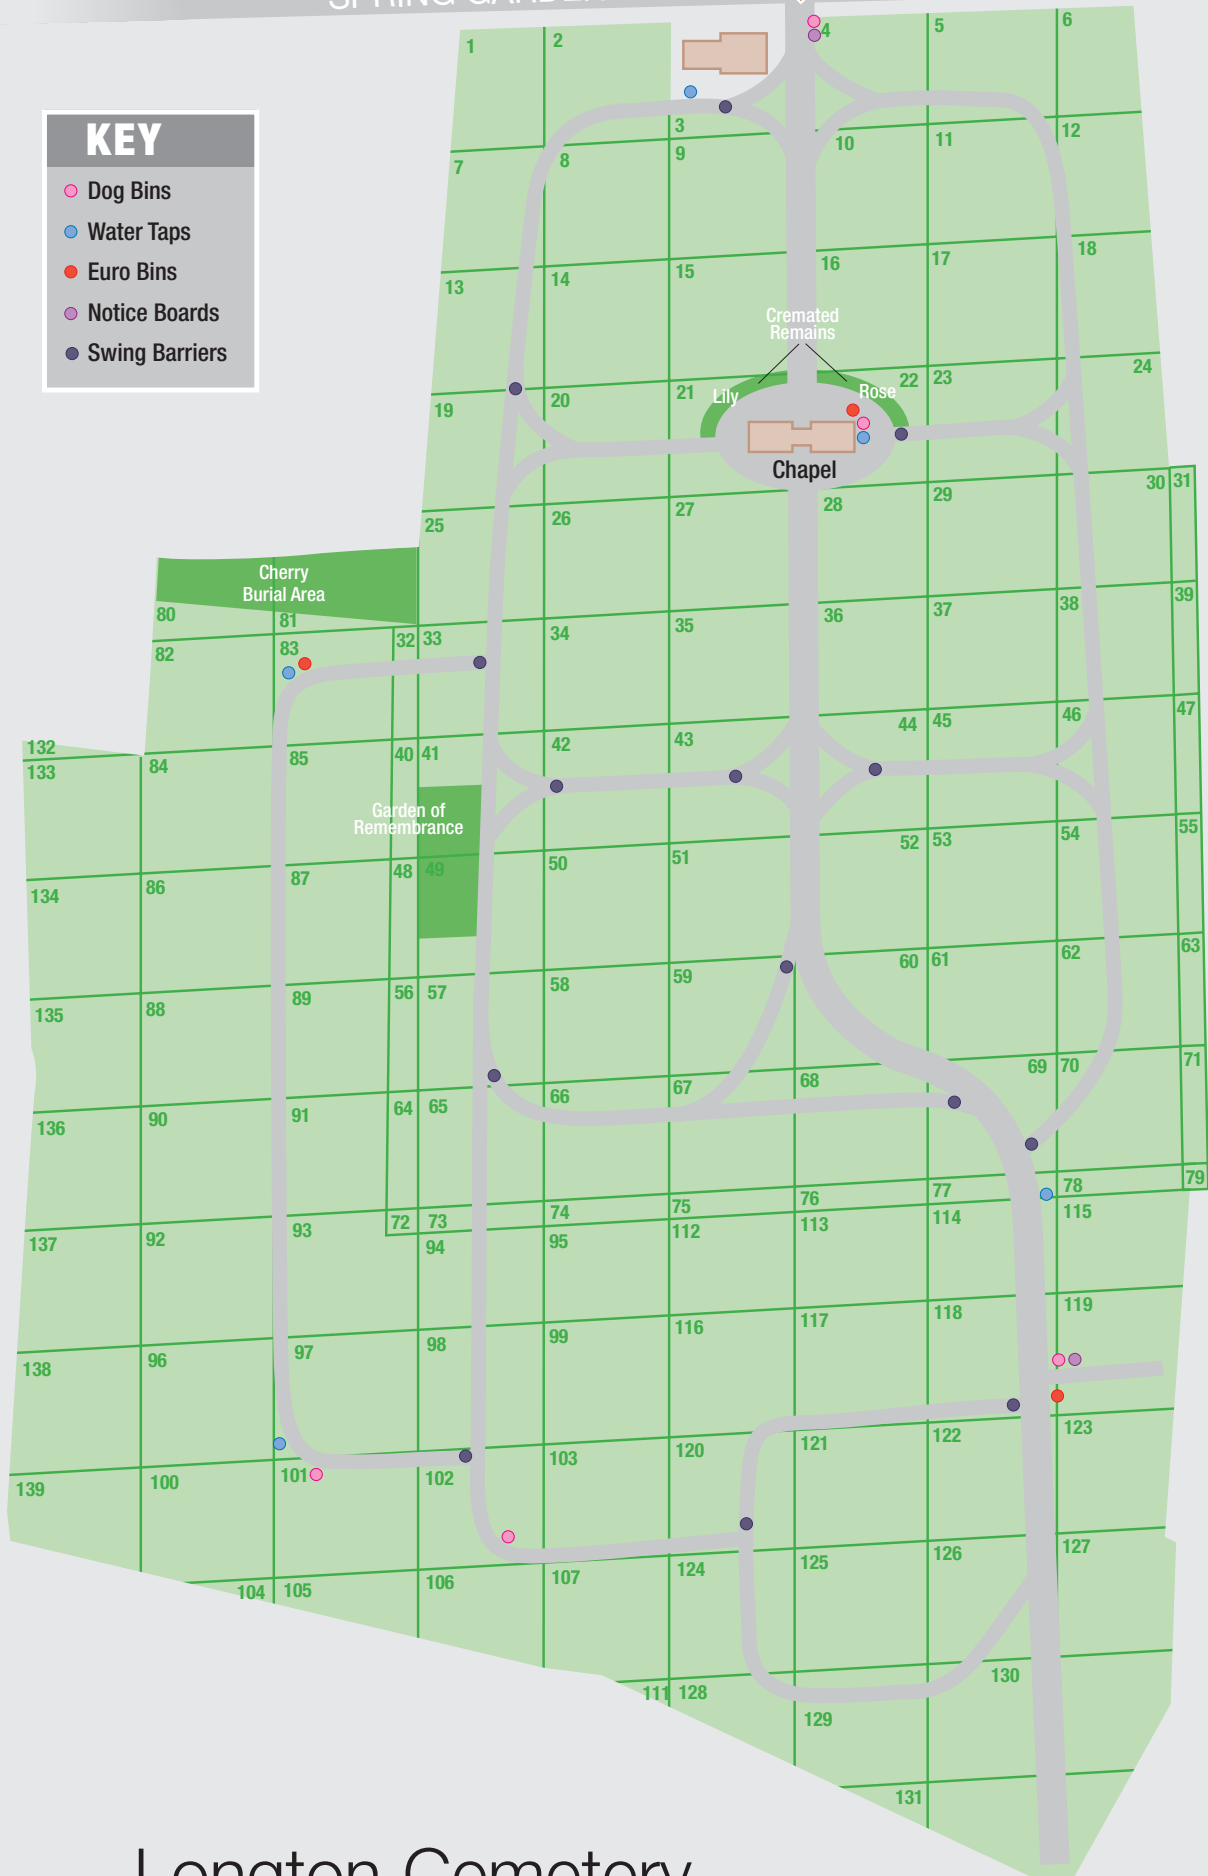 1 2 4 5 6
KEY
Dog Bins
Water Taps
Euro Bins
Notice Boards
Swing Barriers
3 12
7 8 9 10 11
13 14 15 16 17 18
Cremated
Remains
Lily Rose
19 20 21 22 23 24
Chapel
25 26 27 28 29 30 31
Cherry
Burial Area
80 81
82 83 32 33 34 35 36 37 38 39
132
133 84 85 40 41 42 43 44 45 46 47
Garden of
Remembrance
134 86 87 48 49 50 51 52 53 54 55
135 88 89 56 57 58 59 60 61 62 63
136 90 91 64 65 66 67 68 69 70 71
72 73 74 75 76 77 78 79
137 92 93 94 95 112 113 114 115
138 96 97 98 99 116 117 118 119
139 100 101 102 103 120 121 122 123
104 105 106 107 124 125 126 127
111 128 129 130
131
Longton Cemetery